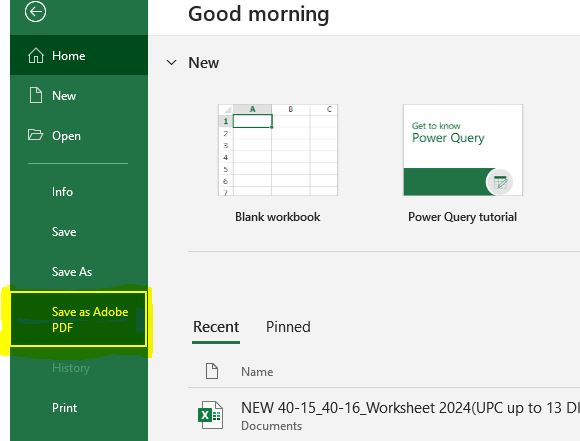 Good morning
Home
New
Open
Info
Save
Save As
Save as Adobe
PDF
History
Print
New
A B C
1
2
3
4
5
6
7
Blank workbook
Get to know
Power Query
Power Query tutorial
Recent Pinned
Name
NEW 40-15_40-16_Worksheet 2024(UPC up to 13 DI
Documents